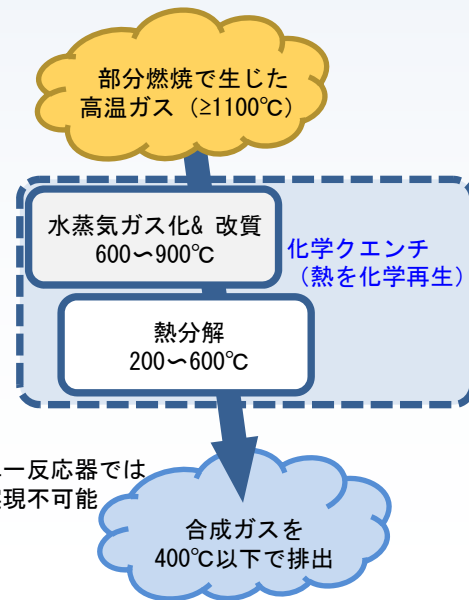 部分燃焼で生じた
高温ガス（≥1100℃）
水蒸気ガス化& 改質
600〜900℃
化学クエンチ
（熱を化学再生）
熱分解
200〜600℃
一反応器では
現不可能
合成ガスを
400℃以下で排出